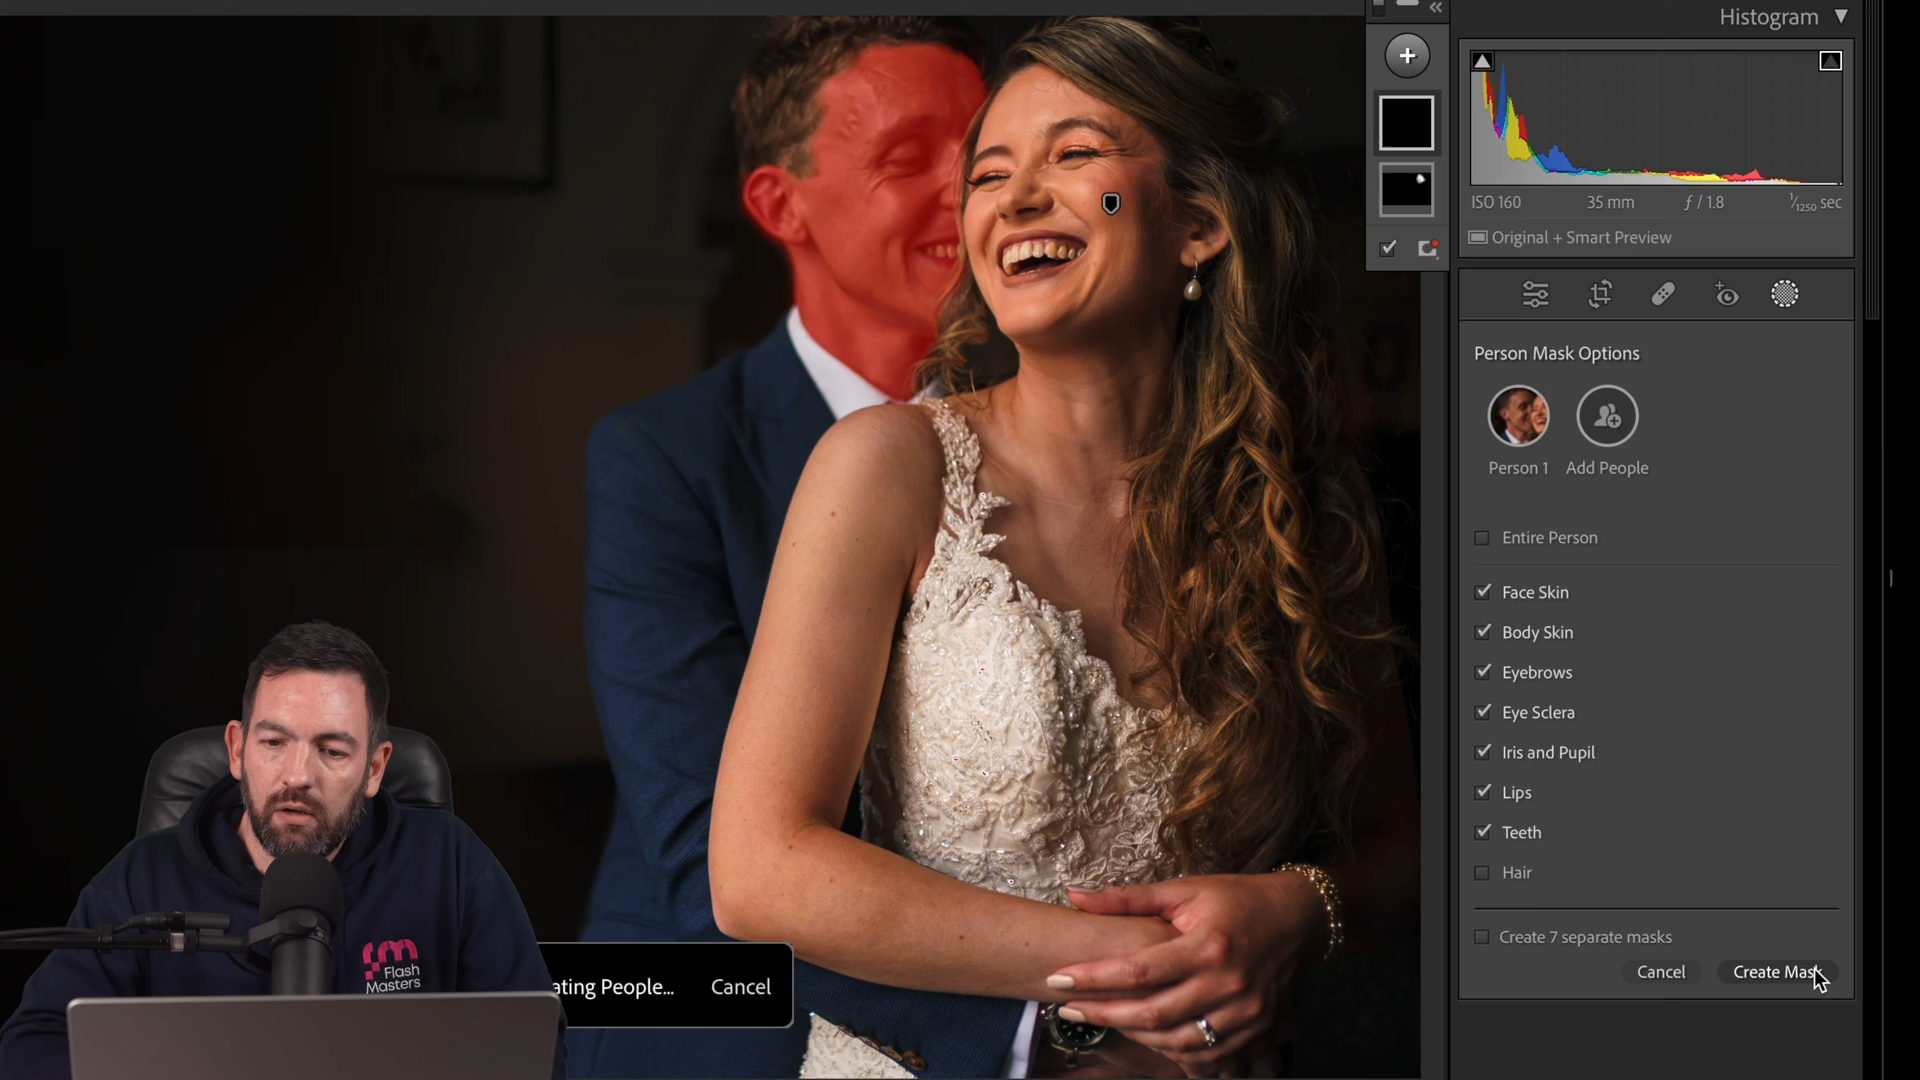 Histogram
ISO 160 35 mm ƒ / 1.8 1/1250 sec
Original + Smart Preview
Person Mask Options
Person 1 Add People
Entire Person
Face Skin
Body Skin
Eyebrows
Eye Sclera
Iris and Pupil
Lips
Teeth
Hair
Create 7 separate masks
Cancel Create Mask
ating People... Cancel
fm
Flash
Masters